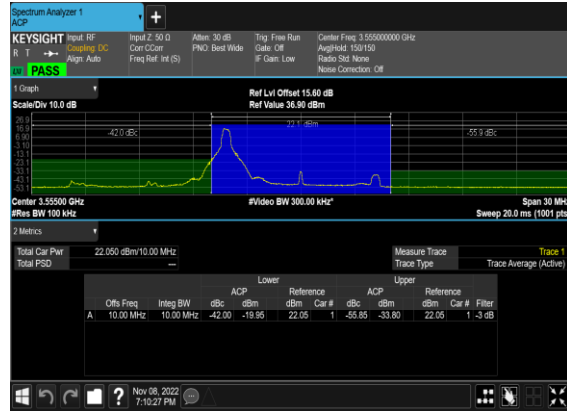 Spectrum Analyzer 1
ACP
KEYSIGHT Input: RF Input Z: 50 Ω Atten: 30 dB Trig: Free Run Center Freq: 3.555000000 GHz
R T Coupling: DC Corr CCorr PNO: Best Wide Gate: Off Avg|Hold: 150/150
Align: Auto Freq Ref: Int (S) IF Gain: Low Radio Std: None
PASS Noise Correction: Off
1 Graph Ref Lvl Offset 15.60 dB
Scale/Div 10.0 dB Ref Value 36.90 dBm
26.9
16.9
6.90
-3.10
-13.1
-23.1
-33.1
-43.1
-53.1
-42.0 dBc 22.1 dBm -55.9 dBc
Center 3.55500 GHz #Video BW 300.00 kHz* Span 30 MHz
#Res BW 100 kHz Sweep 20.0 ms (1001 pts
2 Metrics
Total Car Pwr 22.050 dBm/10.00 MHz Measure Trace Trace 1
Total PSD --- Trace Type Trace Average (Active)
Lower Upper
ACP Reference ACP Reference
Offs Freq Integ BW dBc dBm dBm Car # dBc dBm dBm Car # Filter
A 10.00 MHz 10.00 MHz -42.00 -19.95 22.05 1 -55.85 -33.80 22.05 1 -3 dB
Nov 08, 2022
7:10:27 PM